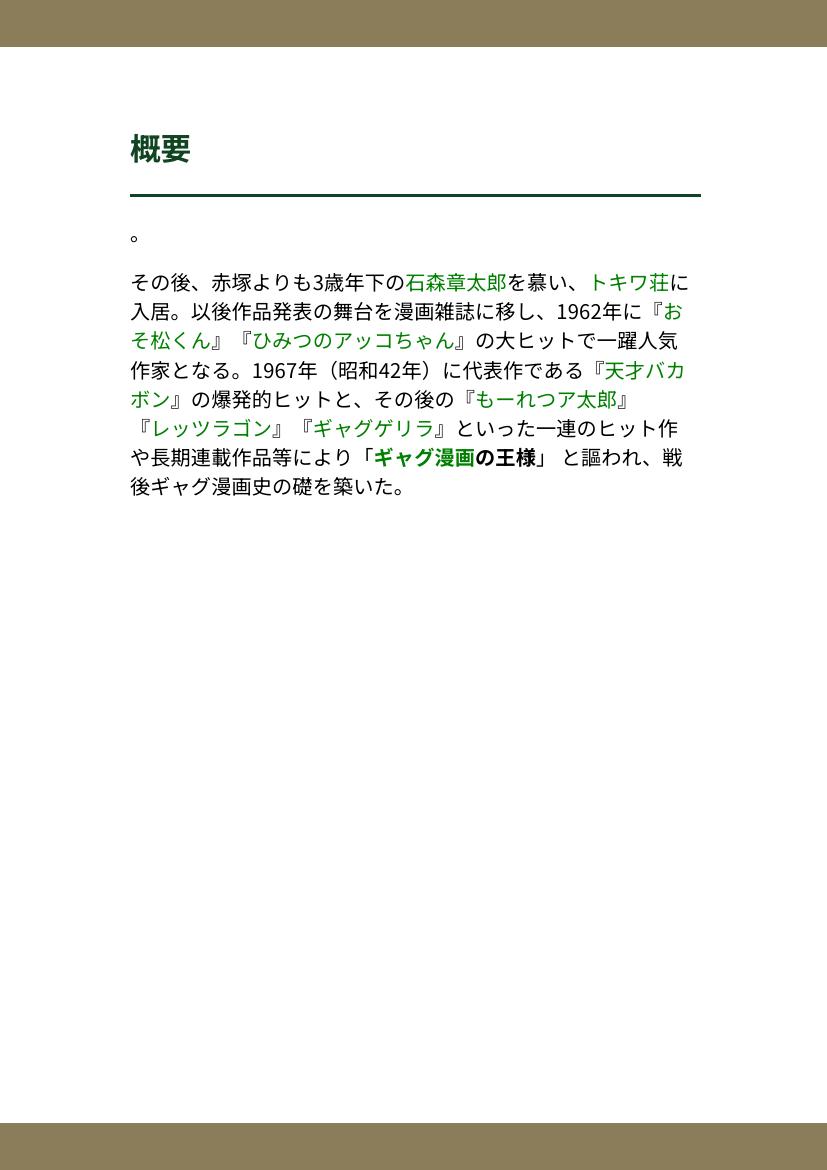 概要
。
その後、赤塚よりも3歳年下の石森章太郎を慕い、トキワ荘に
入居。以後作品発表の舞台を漫画雑誌に移し、1962年に『お
そ松くん』『ひみつのアッコちゃん』の大ヒットで一躍人気
作家となる。1967年（昭和42年）に代表作である『天才バカ
ボン』の爆発的ヒットと、その後の『もーれつア太郎』
『レッツラゴン』『ギャグゲリラ』といった一連のヒット作
や長期連載作品等により「ギャグ漫画の王様」 と謳われ、戦
後ギャグ漫画史の礎を築いた。